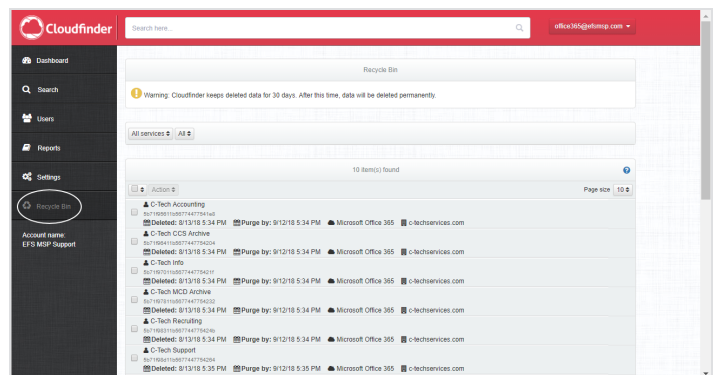 Cloudfinder
Search here...
office365@efsmsp.com
Dashboard
Search
Users
Reports
Settings
Recycle Bin
Account name:
EFS MSP Support
Recycle Bin
Warning: Cloudfinder keeps deleted data for 30 days. After this time, data will be deleted permanently.
All services All
10 item(s) found
Action Page size 10
C-Tech Accounting
Deleted: 8/13/18 5:34 PM Purge by: 9/12/18 5:34 PM Microsoft Office 365 c-techservices.com
C-Tech CCS Archive
Deleted: 8/13/18 5:34 PM Purge by: 9/12/18 5:34 PM Microsoft Office 365 c-techservices.com
C-Tech Info
Deleted: 8/13/18 5:34 PM Purge by: 9/12/18 5:34 PM Microsoft Office 365 c-techservices.com
C-Tech MCD Archive
Deleted: 8/13/18 5:34 PM Purge by: 9/12/18 5:34 PM Microsoft Office 365 c-techservices.com
C-Tech Recruiting
Deleted: 8/13/18 5:34 PM Purge by: 9/12/18 5:34 PM Microsoft Office 365 c-techservices.com
C-Tech Support
Deleted: 8/13/18 5:35 PM Purge by: 9/12/18 5:35 PM Microsoft Office 365 c-techservices.com